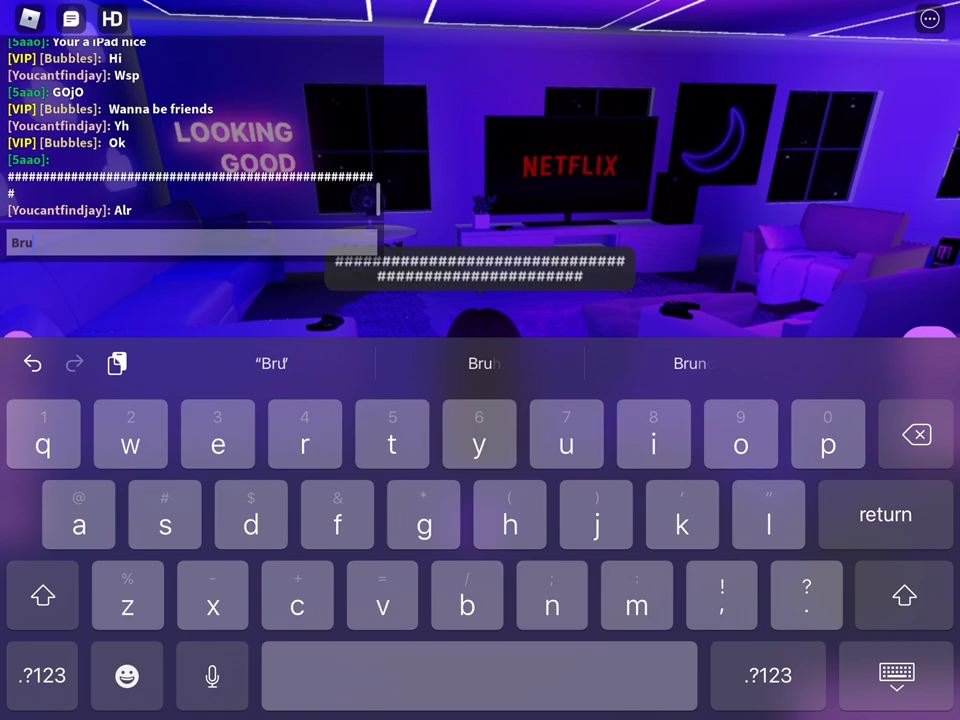 HD
[5aao]: Your a iPad nice
[VIP] [Bubbles]: Hi
[Youcantfindjay]: Wsp
[5aao]: GOjO
[VIP] [Bubbles]: Wanna be friends
[Youcantfindjay]: Yh
[VIP] [Bubbles]: Ok
[5aao]:
####################################################
#
[Youcantfindjay]: Alr
Bru
LOOKING
GOOD
NETFLIX
###############################
######################
“Bru” Bruh Bruno
1 2 3 4 5 6 7 8 9 0
q w e r t y u i o p
@ # $ & * ( ) ' "
a s d f g h j k l return
% - + = / ; : ! ?
z x c v b n m , .
.?123 .?123